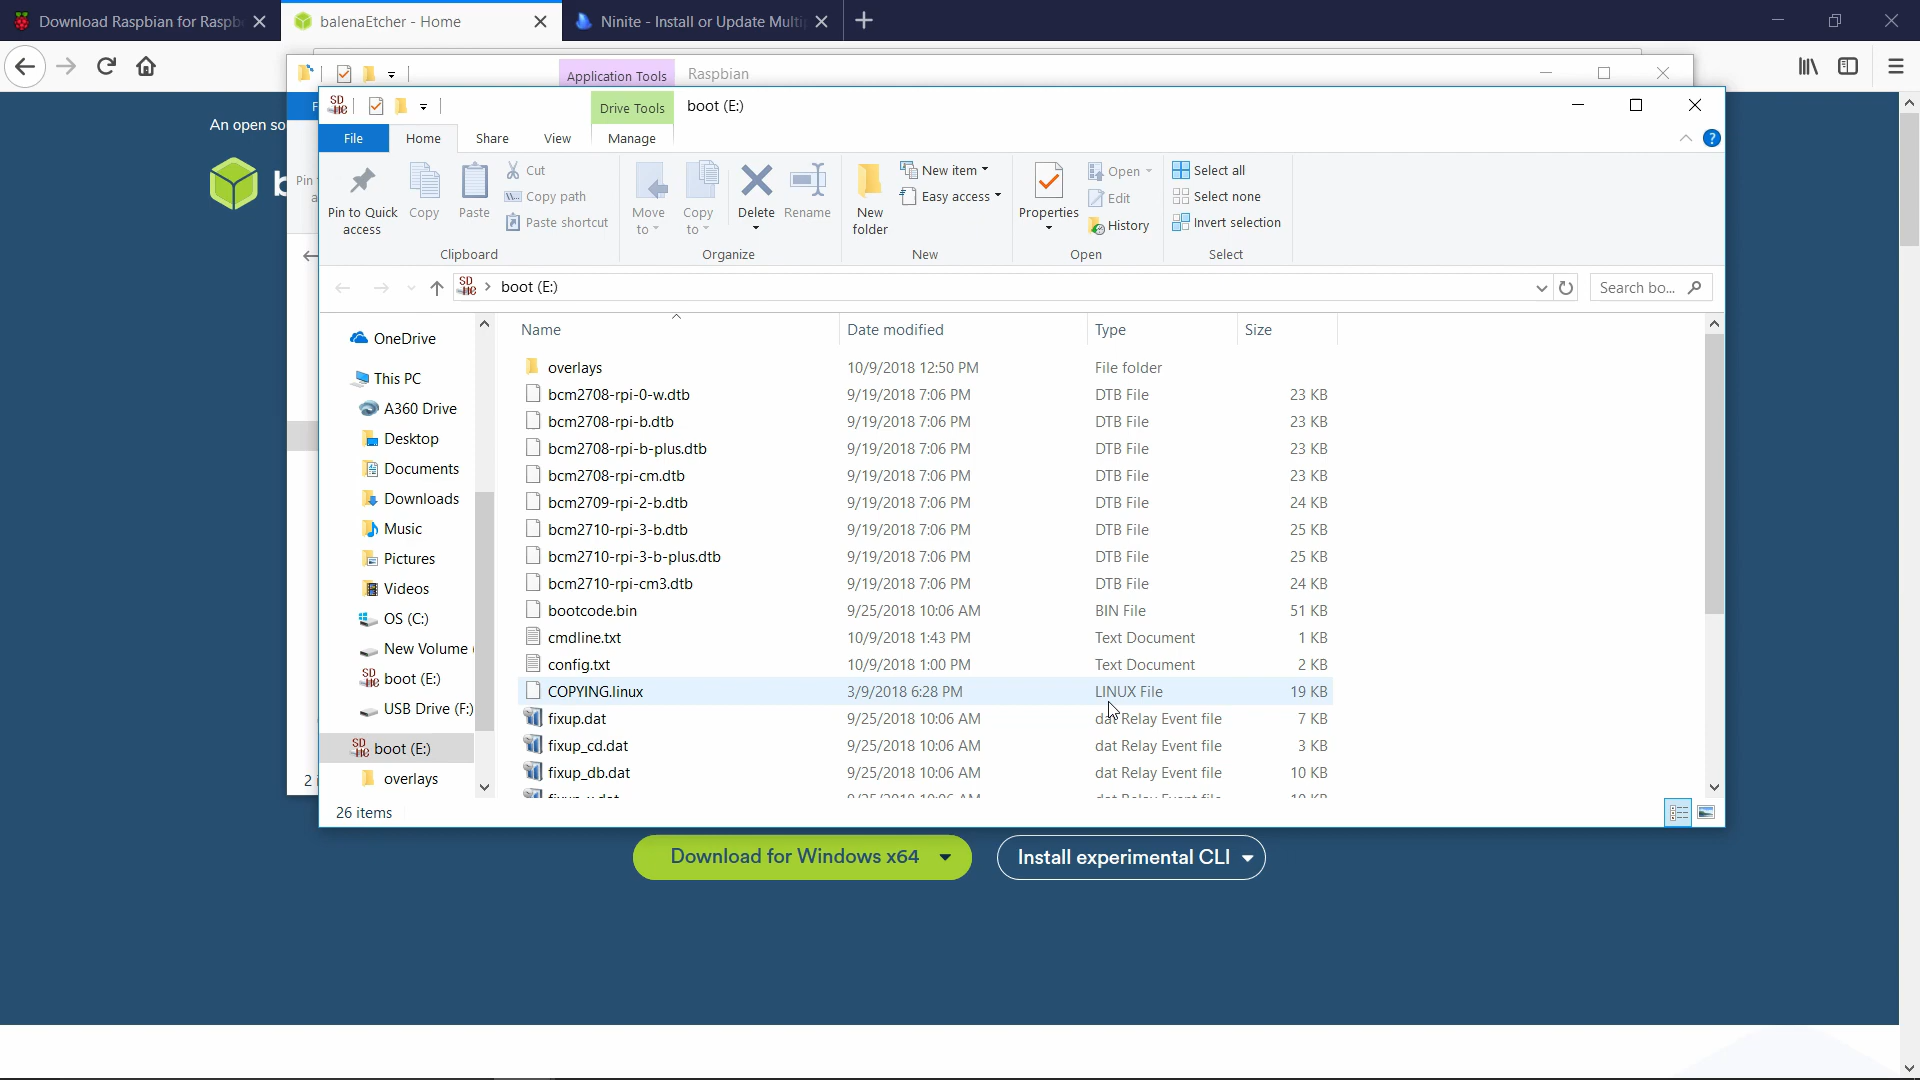 Download Raspbian for Raspb
balenaEtcher - Home
Ninite - Install or Update Multip
An open so
b
Application Tools
Raspbian
F
Pin
a
2 i
Drive Tools
boot (E:)
File
Home
Share
View
Manage
Pin to Quick
access
Copy
Paste
Cut
Copy path
Paste shortcut
Clipboard
Move
to
Copy
to
Delete
Rename
Organize
New
folder
New item
Easy access
New
Properties
Open
Edit
History
Open
Select all
Select none
Invert selection
Select
boot (E:)
Search bo...
OneDrive
This PC
A360 Drive
Desktop
Documents
Downloads
Music
Pictures
Videos
OS (C:)
New Volume
boot (E:)
USB Drive (F:)
boot (E:)
overlays
Name Date modified Type Size
overlays 10/9/2018 12:50 PM File folder
bcm2708-rpi-0-w.dtb 9/19/2018 7:06 PM DTB File 23 KB
bcm2708-rpi-b.dtb 9/19/2018 7:06 PM DTB File 23 KB
bcm2708-rpi-b-plus.dtb 9/19/2018 7:06 PM DTB File 23 KB
bcm2708-rpi-cm.dtb 9/19/2018 7:06 PM DTB File 23 KB
bcm2709-rpi-2-b.dtb 9/19/2018 7:06 PM DTB File 24 KB
bcm2710-rpi-3-b.dtb 9/19/2018 7:06 PM DTB File 25 KB
bcm2710-rpi-3-b-plus.dtb 9/19/2018 7:06 PM DTB File 25 KB
bcm2710-rpi-cm3.dtb 9/19/2018 7:06 PM DTB File 24 KB
bootcode.bin 9/25/2018 10:06 AM BIN File 51 KB
cmdline.txt 10/9/2018 1:43 PM Text Document 1 KB
config.txt 10/9/2018 1:00 PM Text Document 2 KB
COPYING.linux 3/9/2018 6:28 PM LINUX File 19 KB
fixup.dat 9/25/2018 10:06 AM dat Relay Event file 7 KB
fixup_cd.dat 9/25/2018 10:06 AM dat Relay Event file 3 KB
fixup_db.dat 9/25/2018 10:06 AM dat Relay Event file 10 KB
26 items
Download for Windows x64
Install experimental CLI